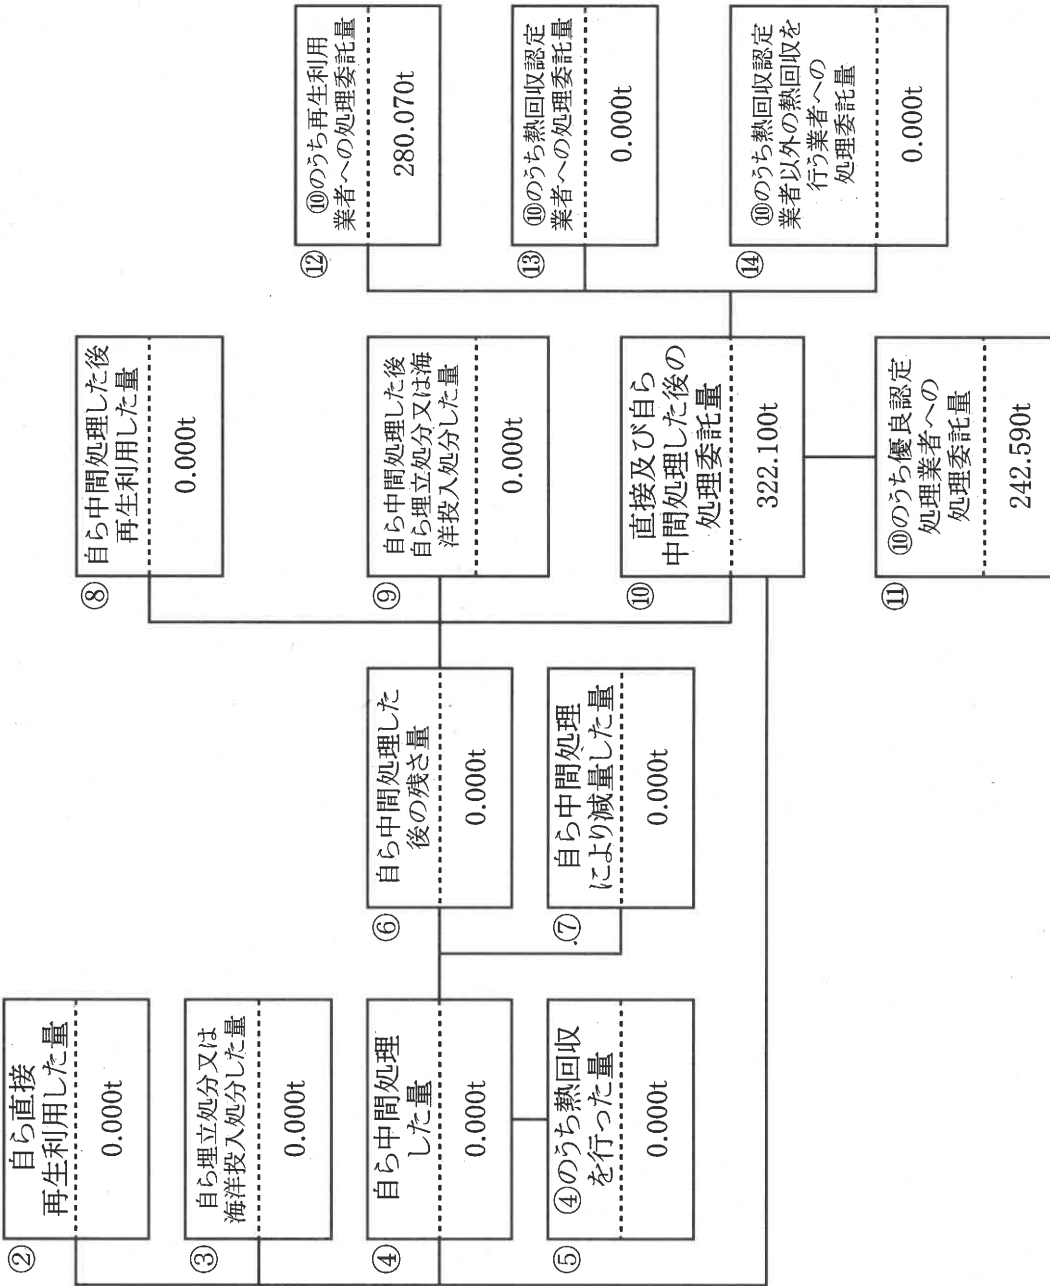 ②
自ら直接
再生利用した量
0.000t
③
自ら埋立処分又は
海洋投入処分した量
0.000t
④
自ら中間処理
した量
0.000t
⑤
④のうち熱回収
を行った量
0.000t
⑥
自ら中間処理した
後の残さ量
0.000t
⑦
自ら中間処理
により減量した量
0.000t
⑧
自ら中間処理した後
再生利用した量
0.000t
⑨
自ら中間処理した後
自ら埋立処分又は海
洋投入処分した量
0.000t
⑩
直接及び自ら
中間処理した後の
処理委託量
322.100t
⑪
⑩のうち優良認定
処理業者への
処理委託量
242.590t
⑫
⑩のうち再生利用
業者への処理委託量
280.070t
⑬
⑩のうち熱回収認定
業者への処理委託量
0.000t
⑭
⑩のうち熱回収認定
業者以外の熱回収を
行う業者への
処理委託量
0.000t